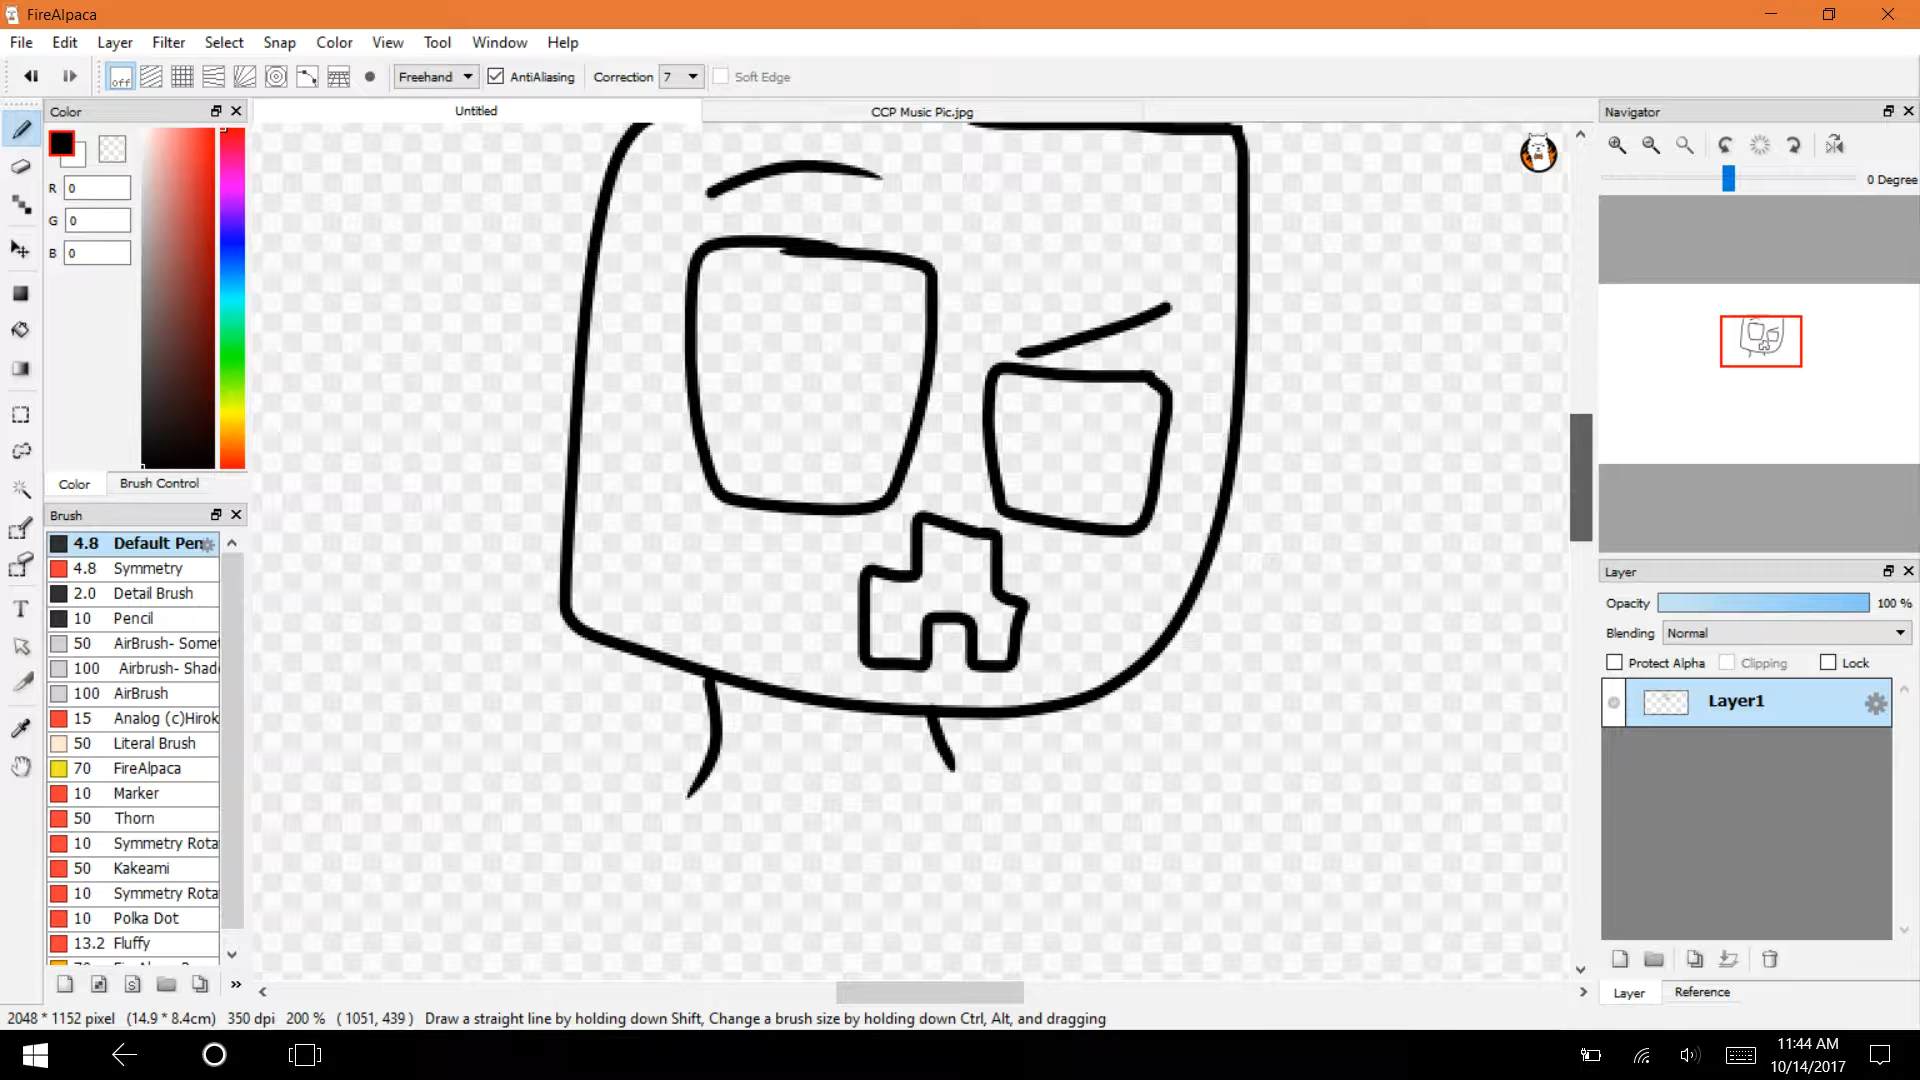 FireAlpaca
File Edit Layer Filter Select Snap Color View Tool Window Help
off Freehand AntiAliasing Correction 7 Soft Edge
Color
Untitled
CCP Music Pic.jpg
Navigator
R 0
G 0
B 0
0 Degree
Color Brush Control
Brush
4.8 Default Pen
4.8 Symmetry
2.0 Detail Brush
10 Pencil
50 AirBrush- Somet
100 Airbrush- Shad
100 AirBrush
15 Analog (c)Hirok
50 Literal Brush
70 FireAlpaca
10 Marker
50 Thorn
10 Symmetry Rota
50 Kakeami
10 Symmetry Rota
10 Polka Dot
13.2 Fluffy
Layer
Opacity 100 %
Blending Normal
Protect Alpha Clipping Lock
Layer1
Layer Reference
2048 * 1152 pixel (14.9 * 8.4cm) 350 dpi 200 % ( 1051, 439 ) Draw a straight line by holding down Shift, Change a brush size by holding down Ctrl, Alt, and dragging
11:44 AM
10/14/2017